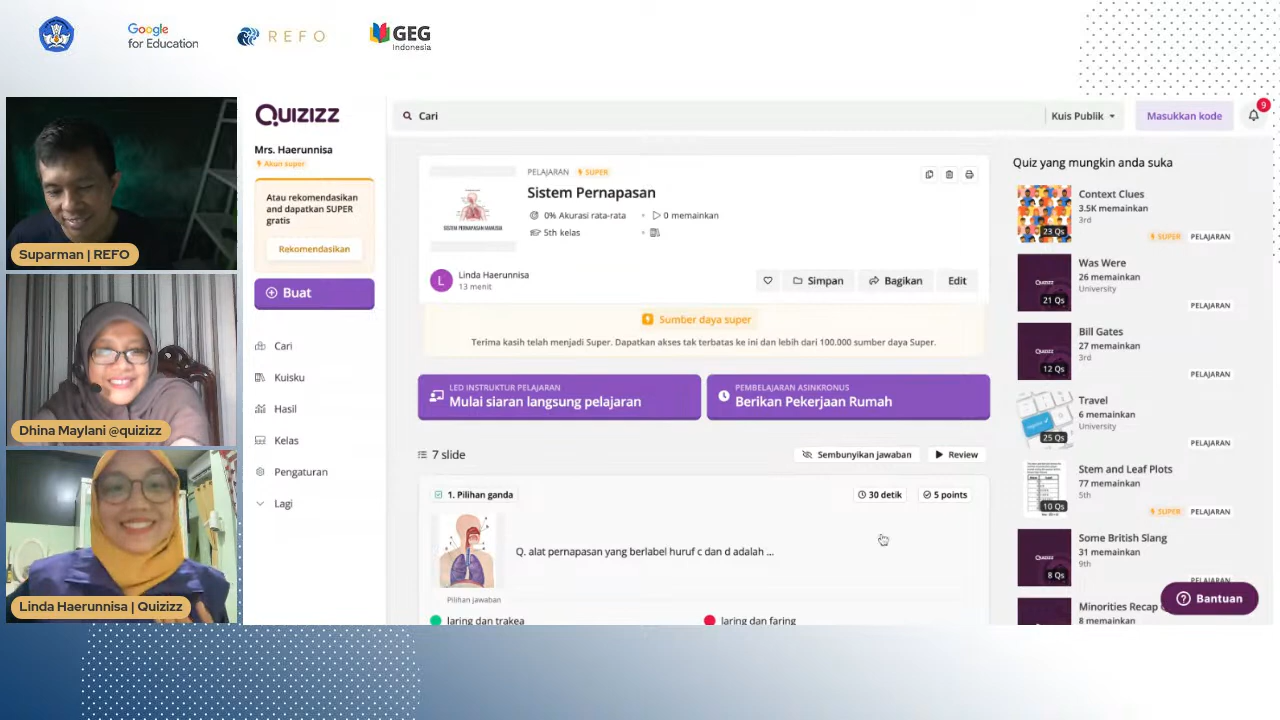 Google
for Education
REFO
GEG
Indonesia
Suparman | REFO
Dhina Maylani @quizizz
Linda Haerunnisa | Quizizz
QUIZIZZ
Mrs. Haerunnisa
Akun super
Atau rekomendasikan
dan dapatkan SUPER
gratis
Rekomendasikan
Buat
Cari
Kuisku
Hasil
Kelas
Pengaturan
Lagi
Cari
Kuis Publik
Masukkan kode
9
PELAJARAN SUPER
Sistem Pernapasan
0% Akurasi rata-rata
0 memainkan
5th kelas
SISTEM PERNAPASAN MANUSIA
L
Linda Haerunnisa
13 menit
Simpan
Bagikan
Edit
Sumber daya super
Terima kasih telah menjadi Super. Dapatkan akses tak terbatas ke ini dan lebih dari 100.000 sumber daya Super.
LED INSTRUKTUR PELAJARAN
Mulai siaran langsung pelajaran
PEMBELAJARAN ASINKRONUS
Berikan Pekerjaan Rumah
7 slide
Sembunyikan jawaban
Review
1. Pilihan ganda
30 detik
5 points
Q. alat pernapasan yang berlabel huruf c dan d adalah ...
Pilihan jawaban
laring dan trakea
laring dan faring
Quiz yang mungkin anda suka
Context Clues
3.5K memainkan
3rd
23 Qs
SUPER PELAJARAN
Was Were
26 memainkan
University
21 Qs
PELAJARAN
Bill Gates
27 memainkan
3rd
12 Qs
PELAJARAN
Travel
6 memainkan
University
25 Qs
PELAJARAN
Stem and Leaf Plots
77 memainkan
5th
10 Qs
SUPER PELAJARAN
Some British Slang
31 memainkan
9th
8 Qs
PELAJARAN
Minorities Recap
8 memainkan
Bantuan